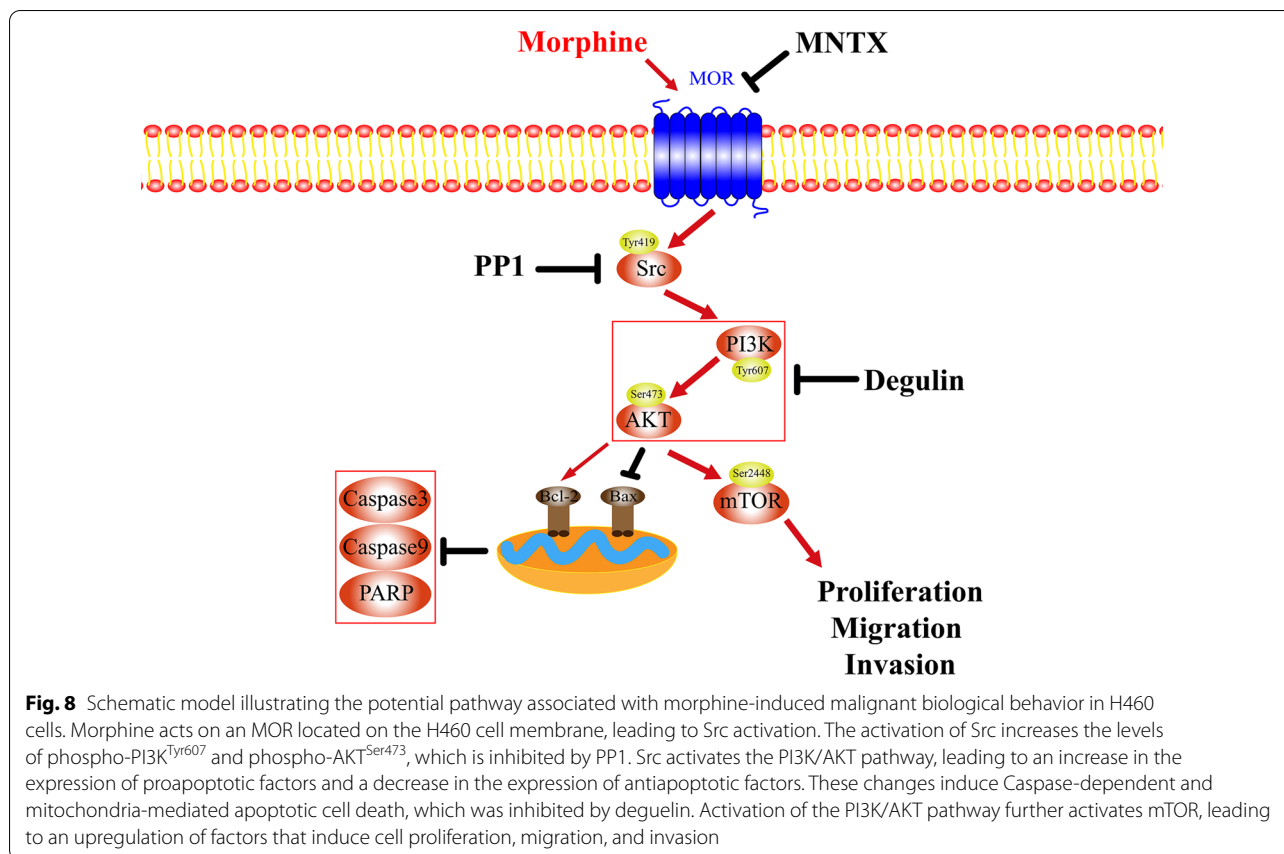 Morphine
MNTX
MOR
Tyr419
Src
PP1
PI3K
Tyr607
Degulin
Ser473
AKT
Bcl-2
Bax
Ser2448
mTOR
Caspase3
Caspase9
PARP
Proliferation
Migration
Invasion
Fig. 8 Schematic model illustrating the potential pathway associated with morphine-induced malignant biological behavior in H460
cells. Morphine acts on an MOR located on the H460 cell membrane, leading to Src activation. The activation of Src increases the levels
of phospho-PI3K^Tyr607 and phospho-AKT^Ser473, which is inhibited by PP1. Src activates the PI3K/AKT pathway, leading to an increase in the
expression of proapoptotic factors and a decrease in the expression of antiapoptotic factors. These changes induce Caspase-dependent and
mitochondria-mediated apoptotic cell death, which was inhibited by deguelin. Activation of the PI3K/AKT pathway further activates mTOR, leading
to an upregulation of factors that induce cell proliferation, migration, and invasion